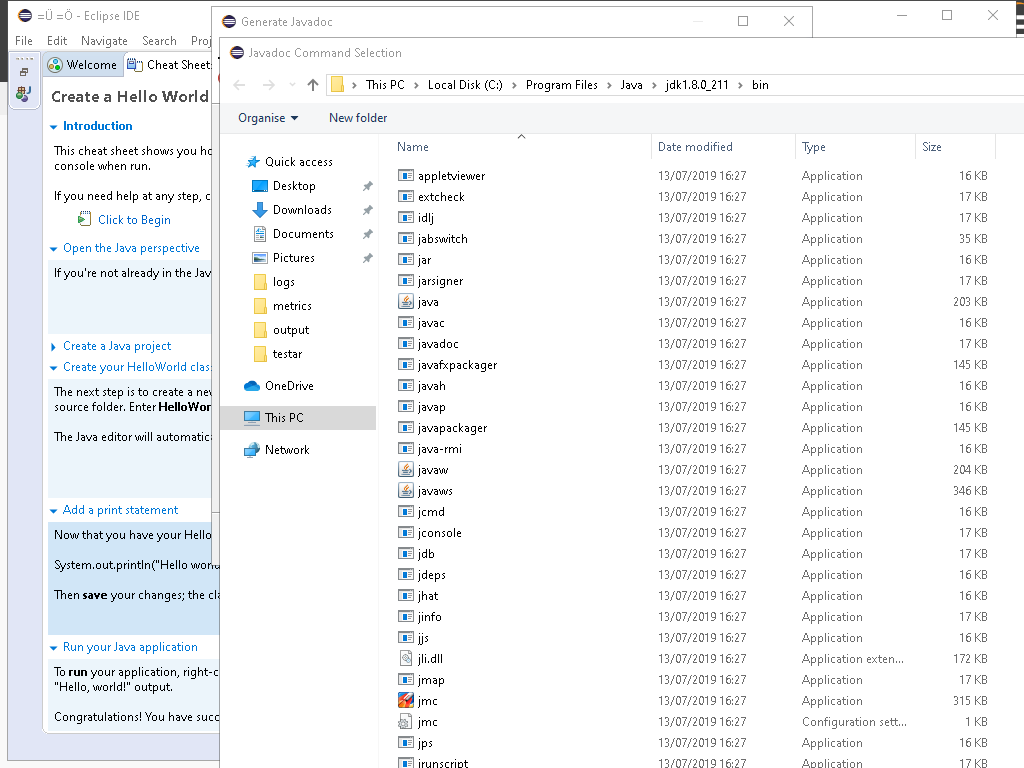 =Ü =Ö - Eclipse IDE
File Edit Navigate Search Proj
Welcome
Cheat Sheet
Create a Hello World
Introduction
This cheat sheet shows you ho
console when run.
If you need help at any step, c
Click to Begin
Open the Java perspective
If you're not already in the Jav
Create a Java project
Create your HelloWorld clas
The next step is to create a new
source folder. Enter HelloWor
The Java editor will automatica
Add a print statement
Now that you have your Hello
System.out.println("Hello world
Then save your changes; the cla
Run your Java application
To run your application, right-c
"Hello, world!" output.
Congratulations! You have succ
Generate Javadoc
Javadoc Command Selection
This PC > Local Disk (C:) > Program Files > Java > jdk1.8.0_211 > bin
Organise New folder
Quick access
Desktop
Downloads
Documents
Pictures
logs
metrics
output
testar
OneDrive
This PC
Network
Name Date modified Type Size
appletviewer 13/07/2019 16:27 Application 16 KB
extcheck 13/07/2019 16:27 Application 17 KB
idlj 13/07/2019 16:27 Application 17 KB
jabswitch 13/07/2019 16:27 Application 35 KB
jar 13/07/2019 16:27 Application 16 KB
jarsigner 13/07/2019 16:27 Application 17 KB
java 13/07/2019 16:27 Application 203 KB
javac 13/07/2019 16:27 Application 16 KB
javadoc 13/07/2019 16:27 Application 17 KB
javafxpackager 13/07/2019 16:27 Application 145 KB
javah 13/07/2019 16:27 Application 16 KB
javap 13/07/2019 16:27 Application 16 KB
javapackager 13/07/2019 16:27 Application 145 KB
java-rmi 13/07/2019 16:27 Application 16 KB
javaw 13/07/2019 16:27 Application 204 KB
javaws 13/07/2019 16:27 Application 346 KB
jcmd 13/07/2019 16:27 Application 16 KB
jconsole 13/07/2019 16:27 Application 17 KB
jdb 13/07/2019 16:27 Application 17 KB
jdeps 13/07/2019 16:27 Application 16 KB
jhat 13/07/2019 16:27 Application 16 KB
jinfo 13/07/2019 16:27 Application 17 KB
jjs 13/07/2019 16:27 Application 16 KB
jli.dll 13/07/2019 16:27 Application exten... 172 KB
jmap 13/07/2019 16:27 Application 17 KB
jmc 13/07/2019 16:27 Application 315 KB
jmc 13/07/2019 16:27 Configuration sett... 1 KB
jps 13/07/2019 16:27 Application 16 KB
jrunscript 13/07/2019 16:27 Application 17 KB